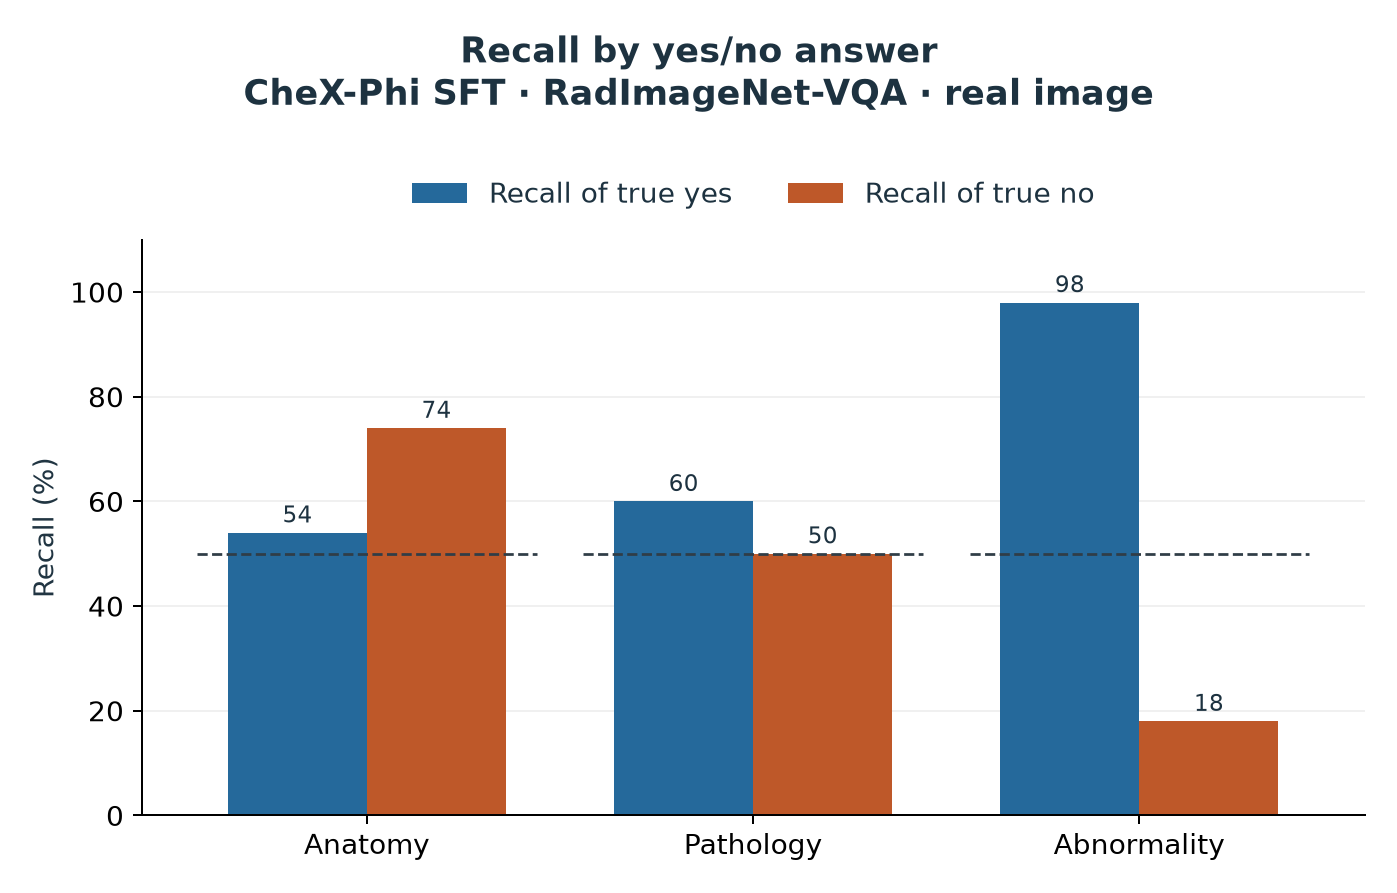 Recall by yes/no answer
CheX-Phi SFT · RadImageNet-VQA · real image
Recall of true yes
Recall of true no
Recall (%)
100
80
60
40
20
0
54
74
60
50
98
18
Anatomy
Pathology
Abnormality